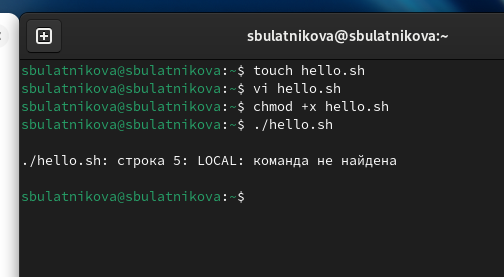 sbulatnikova@sbulatnikova:~
sbulatnikova@sbulatnikova:~$ touch hello.sh
sbulatnikova@sbulatnikova:~$ vi hello.sh
sbulatnikova@sbulatnikova:~$ chmod +x hello.sh
sbulatnikova@sbulatnikova:~$ ./hello.sh
./hello.sh: строка 5: LOCAL: команда не найдена
sbulatnikova@sbulatnikova:~$